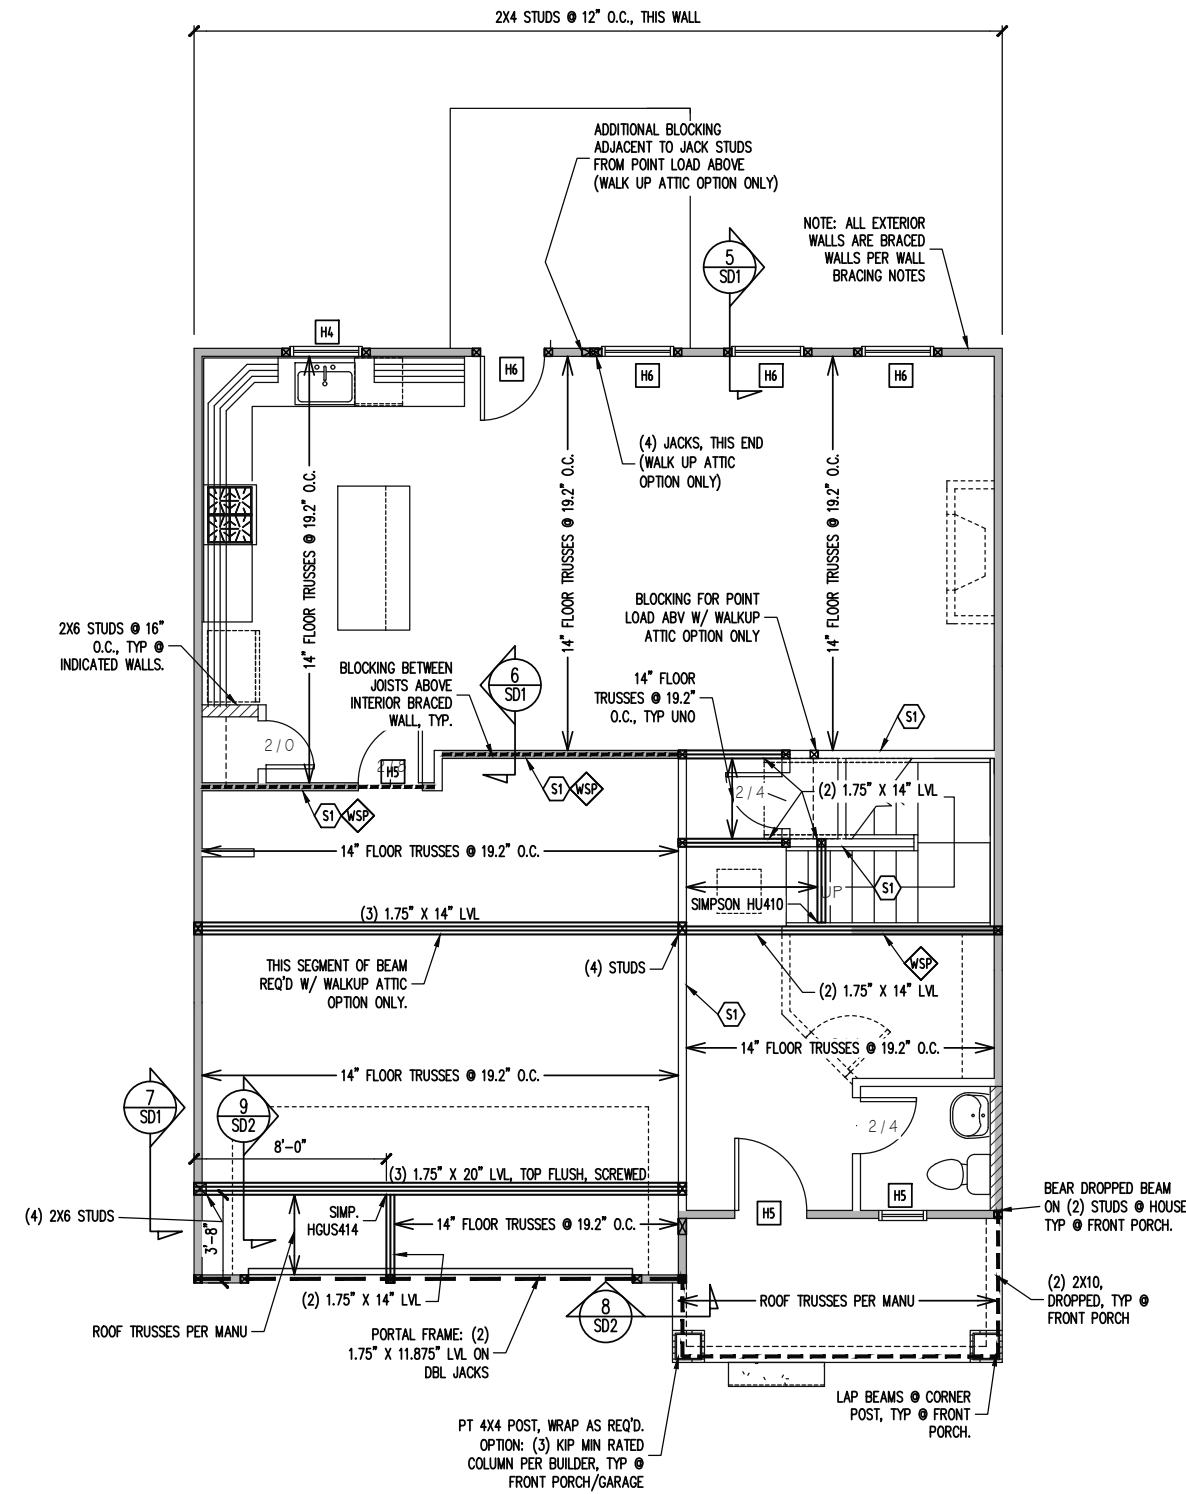 2X4 STUDS @ 12" O.C., THIS WALL
ADDITIONAL BLOCKING
ADJACENT TO JACK STUDS
FROM POINT LOAD ABOVE
(WALK UP ATTIC OPTION ONLY)
NOTE: ALL EXTERIOR
WALLS ARE BRACED
WALLS PER WALL
BRACING NOTES
5
SD1
H4
H6
H6
H6
H6
(4) JACKS, THIS END
(WALK UP ATTIC
OPTION ONLY)
14" FLOOR TRUSSES @ 19.2" O.C.
14" FLOOR TRUSSES @ 19.2" O.C.
14" FLOOR TRUSSES @ 19.2" O.C.
BLOCKING FOR POINT
LOAD ABV W/ WALKUP
ATTIC OPTION ONLY
2X6 STUDS @ 16"
O.C., TYP @
INDICATED WALLS.
BLOCKING BETWEEN
JOISTS ABOVE
INTERIOR BRACED
WALL, TYP.
6
SD1
14" FLOOR
TRUSSES @ 19.2"
O.C., TYP UNO
S1
2/0
H5
S1
WSP
S1
WSP
2/4
(2) 1.75" X 14" LVL
14" FLOOR TRUSSES @ 19.2" O.C.
S1
UP
SIMPSON HU410
(3) 1.75" X 14" LVL
THIS SEGMENT OF BEAM
REQ'D W/ WALKUP ATTIC
OPTION ONLY.
(4) STUDS
WSP
(2) 1.75" X 14" LVL
S1
14" FLOOR TRUSSES @ 19.2" O.C.
14" FLOOR TRUSSES @ 19.2" O.C.
7
SD1
9
SD2
2/4
8'-0"
(3) 1.75" X 20" LVL, TOP FLUSH, SCREWED
H5
H5
BEAR DROPPED BEAM
ON (2) STUDS @ HOUSE
TYP @ FRONT PORCH.
(4) 2X6 STUDS
3'-8"
SIMP.
HGUS414
14" FLOOR TRUSSES @ 19.2" O.C.
(2) 1.75" X 14" LVL
8
SD2
ROOF TRUSSES PER MANU
(2) 2X10,
DROPPED, TYP @
FRONT PORCH
ROOF TRUSSES PER MANU
PORTAL FRAME: (2)
1.75" X 11.875" LVL ON
DBL JACKS
LAP BEAMS @ CORNER
POST, TYP @ FRONT
PORCH.
PT 4X4 POST, WRAP AS REQ'D.
OPTION: (3) KIP MIN RATED
COLUMN PER BUILDER, TYP @
FRONT PORCH/GARAGE